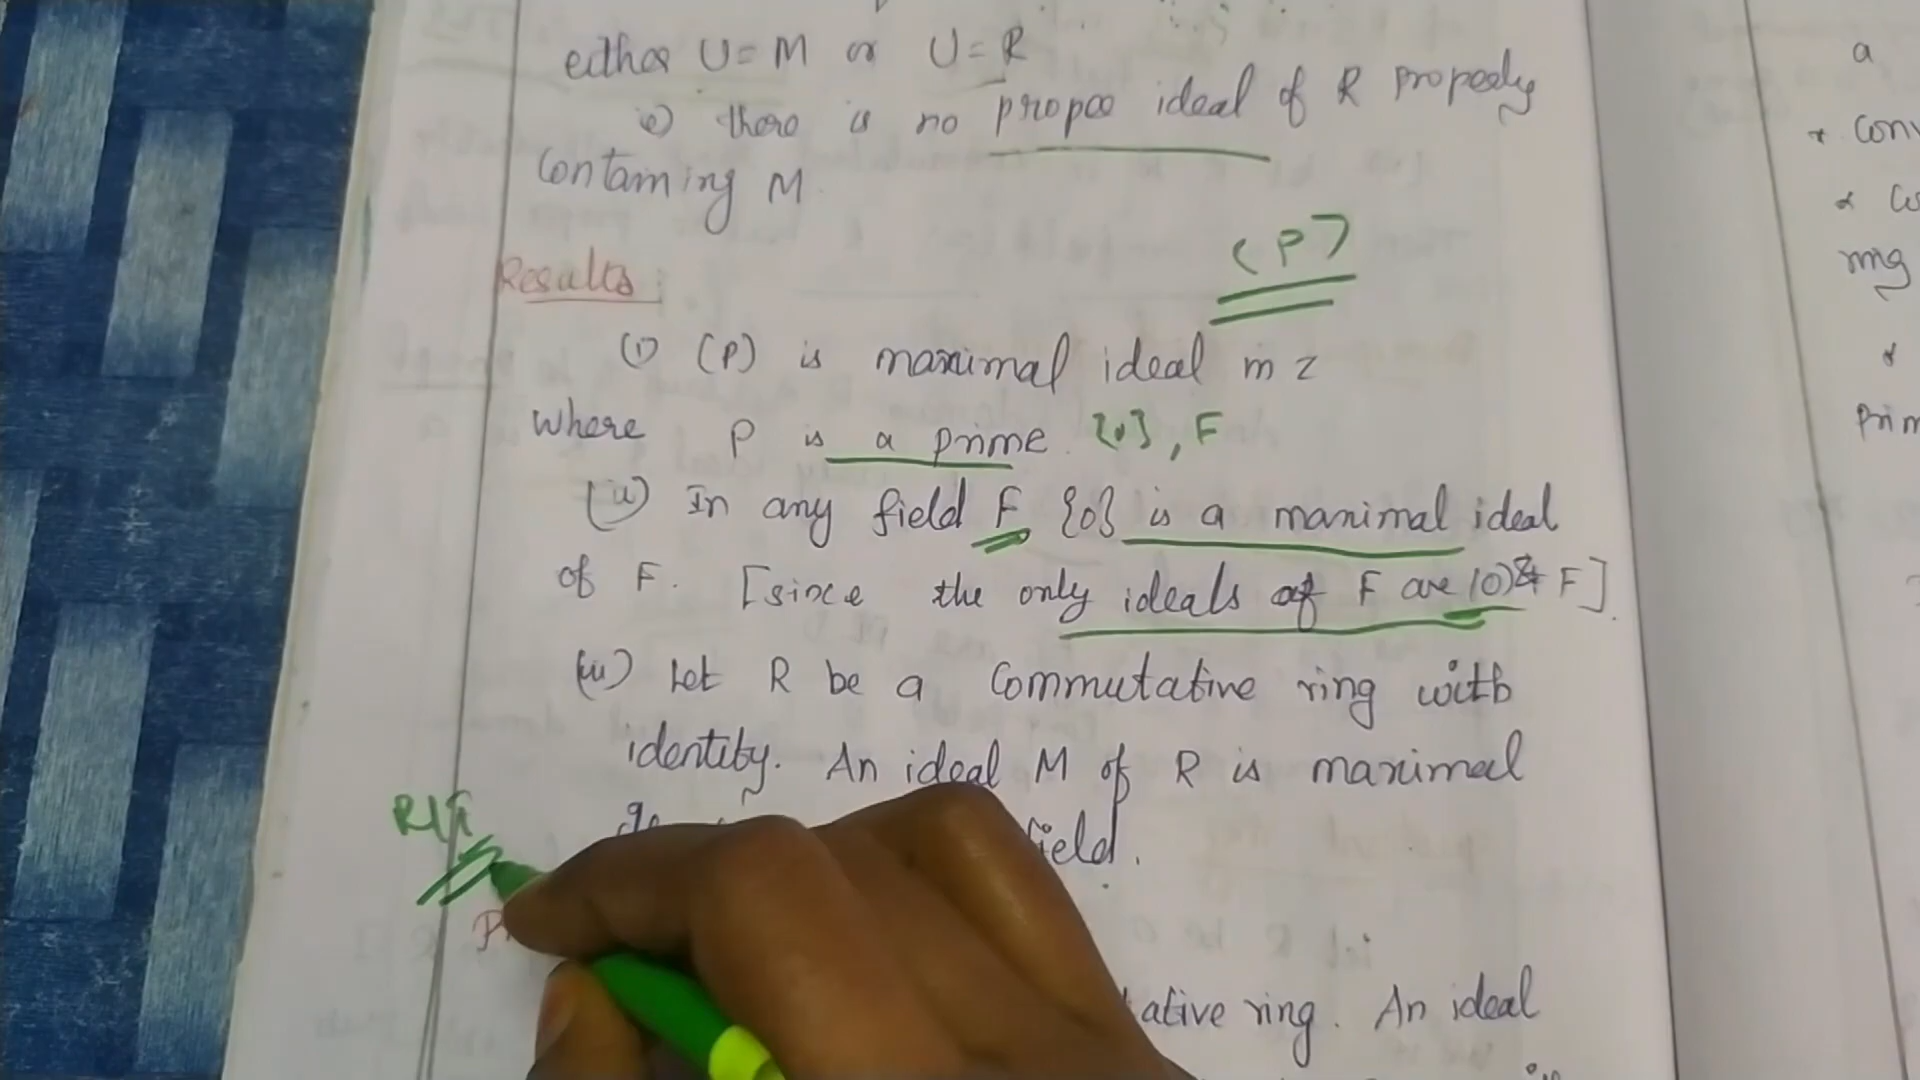 either U = M or U = R
ie) there is no proper ideal of R properly
containing M.
Results:
(P)
(i) (P) is maximal ideal in Z
where P is a prime. {0}, F
(ii) In any field F {0} is a maximal ideal
of F. [since the only ideals of F are (0) & F]
(iii) Let R be a commutative ring with
identity. An ideal M of R is maximal
field.
R/I
ative ring. An ideal
a
* Conv
ring
Prim